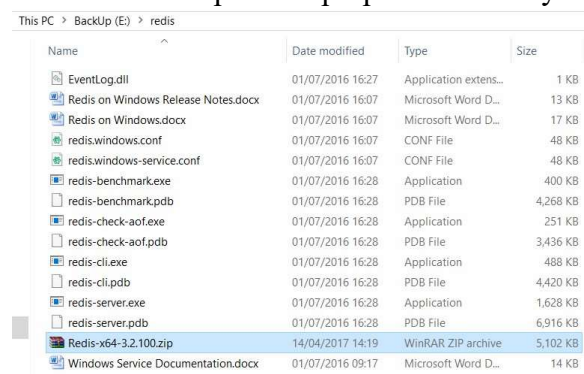 This PC > BackUp (E:) > redis
Name Date modified Type Size
EventLog.dll 01/07/2016 16:27 Application extens... 1 KB
Redis on Windows Release Notes.docx 01/07/2016 16:07 Microsoft Word D... 13 KB
Redis on Windows.docx 01/07/2016 16:07 Microsoft Word D... 17 KB
redis.windows.conf 01/07/2016 16:07 CONF File 48 KB
redis.windows-service.conf 01/07/2016 16:07 CONF File 48 KB
redis-benchmark.exe 01/07/2016 16:28 Application 400 KB
redis-benchmark.pdb 01/07/2016 16:28 PDB File 4,268 KB
redis-check-aof.exe 01/07/2016 16:28 Application 251 KB
redis-check-aof.pdb 01/07/2016 16:28 PDB File 3,436 KB
redis-cli.exe 01/07/2016 16:28 Application 488 KB
redis-cli.pdb 01/07/2016 16:28 PDB File 4,420 KB
redis-server.exe 01/07/2016 16:28 Application 1,628 KB
redis-server.pdb 01/07/2016 16:28 PDB File 6,916 KB
Redis-x64-3.2.100.zip 14/04/2017 14:19 WinRAR ZIP archive 5,102 KB
Windows Service Documentation.docx 01/07/2016 09:17 Microsoft Word D... 14 KB